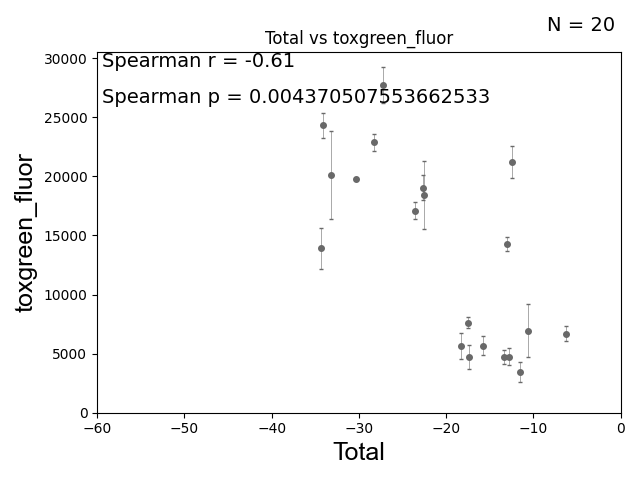 N = 20
Total vs toxgreen_fluor
Spearman r = -0.61
Spearman p = 0.004370507553662533
toxgreen_fluor
30000
25000
20000
15000
10000
5000
0
−60 −50 −40 −30 −20 −10 0
Total